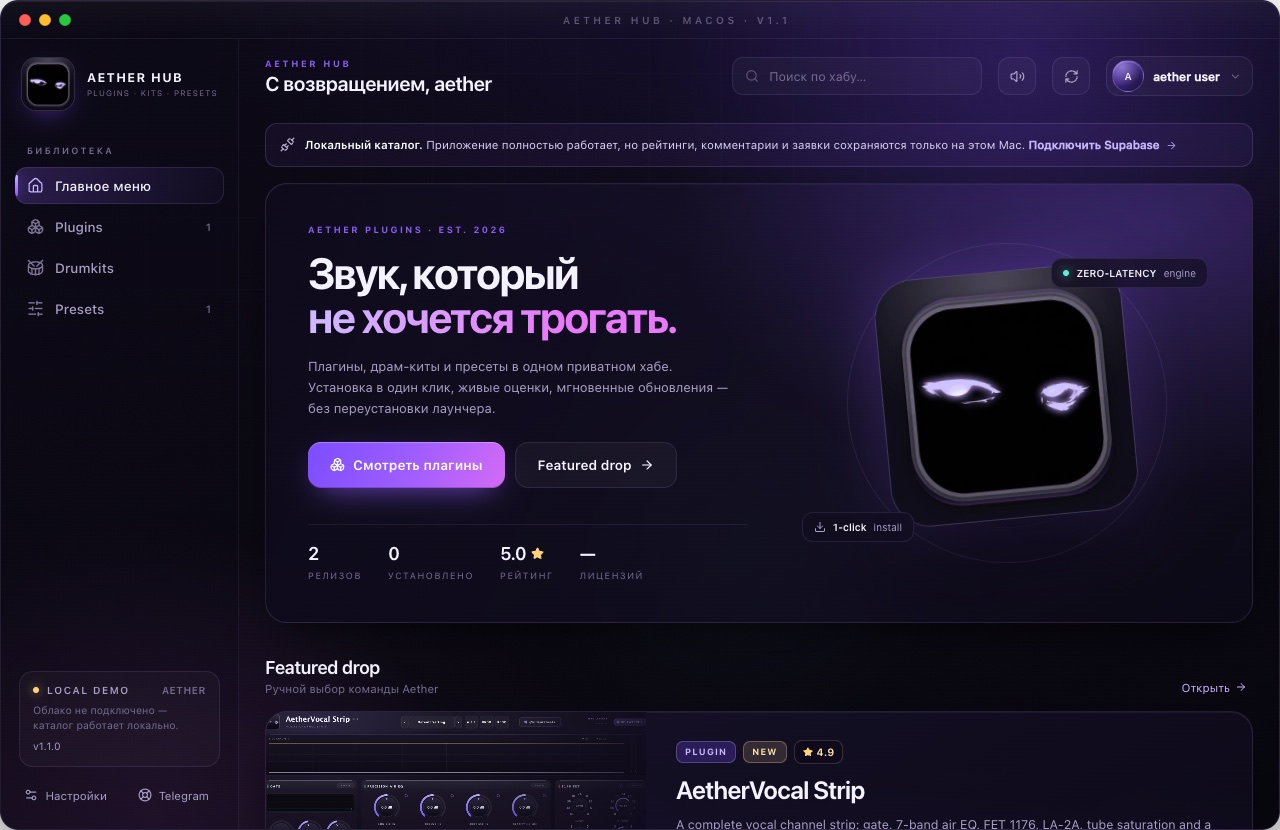 AETHER HUB · MACOS · V1.1
AETHER HUB
PLUGINS · KITS · PRESETS
БИБЛИОТЕКА
Главное меню
Plugins 1
Drumkits
Presets 1
LOCAL DEMO AETHER
Облако не подключено —
каталог работает локально.
v1.1.0
Настройки Telegram
AETHER HUB
С возвращением, aether
Поиск по хабу...
A aether user
Локальный каталог. Приложение полностью работает, но рейтинги, комментарии и заявки сохраняются только на этом Mac. Подключить Supabase →
AETHER PLUGINS · EST. 2026
Звук, который
не хочется трогать.
Плагины, драм-киты и пресеты в одном приватном хабе.
Установка в один клик, живые оценки, мгновенные обновления —
без переустановки лаунчера.
Смотреть плагины
Featured drop →
2 0 5.0 —
РЕЛИЗОВ УСТАНОВЛЕНО РЕЙТИНГ ЛИЦЕНЗИЙ
ZERO-LATENCY engine
1-click install
Featured drop
Ручной выбор команды Aether
Открыть →
AetherVocal Strip
PLUGIN NEW 4.9
AetherVocal Strip
A complete vocal channel strip: gate, 7-band air EQ, FET 1176, LA-2A, tube saturation and a